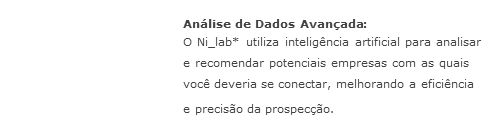 Análise de Dados Avançada:
O Ni_lab* utiliza inteligência artificial para analisar
e recomendar potenciais empresas com as quais
você deveria se conectar, melhorando a eficiência
e precisão da prospecção.